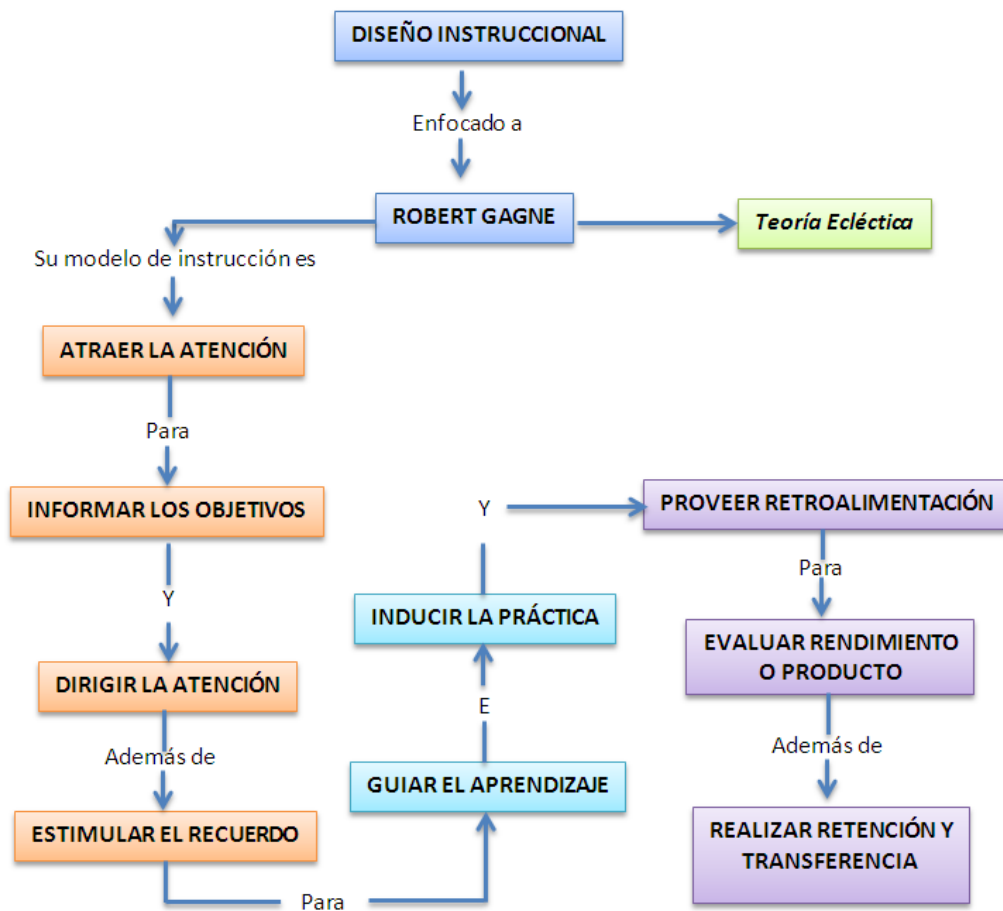 DISEÑO INSTRUCCIONAL
Enfocado a
ROBERT GAGNE
Teoría Ecléctica
Su modelo de instrucción es
ATRAER LA ATENCIÓN
Para
INFORMAR LOS OBJETIVOS
Y
DIRIGIR LA ATENCIÓN
Además de
ESTIMULAR EL RECUERDO
Para
GUIAR EL APRENDIZAJE
E
INDUCIR LA PRÁCTICA
Y
PROVEER RETROALIMENTACIÓN
Para
EVALUAR RENDIMIENTO
O PRODUCTO
Además de
REALIZAR RETENCIÓN Y
TRANSFERENCIA